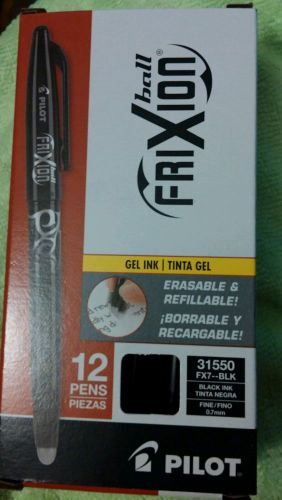 FRIXION
ball®
PILOT
FRIXION
ball
GEL INK | TINTA GEL
ERASABLE &
REFILLABLE!
¡BORRABLE Y
RECARGABLE!
12
PENS
PIEZAS
31550
FX7--BLK
BLACK INK
TINTA NEGRA
FINE/FINO
0.7mm
PILOT